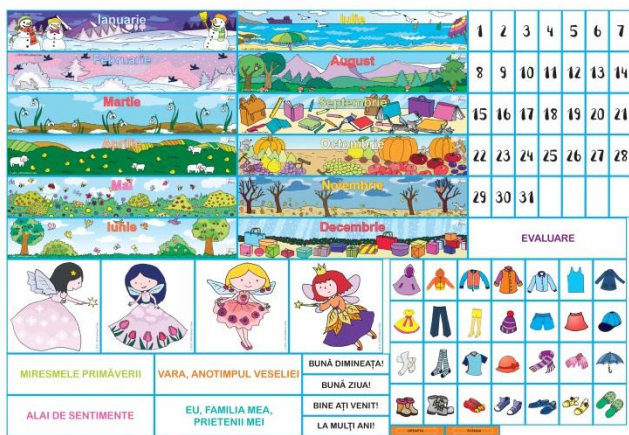 Ianuarie
Februarie
Martie
Aprilie
Mai
Iunie
Iulie
August
Septembrie
Octombrie
Noiembrie
Decembrie
1 2 3 4 5 6 7
8 9 10 11 12 13 14
15 16 17 18 19 20 21
22 23 24 25 26 27 28
29 30 31
EVALUARE
MIRESMELE PRIMĂVERII
VARA, ANOTIMPUL VESELIEI
ALAI DE SENTIMENTE
EU, FAMILIA MEA,
PRIETENII MEI
BUNĂ DIMINEAȚA!
BUNĂ ZIUA!
BINE AȚI VENIT!
LA MULȚI ANI!